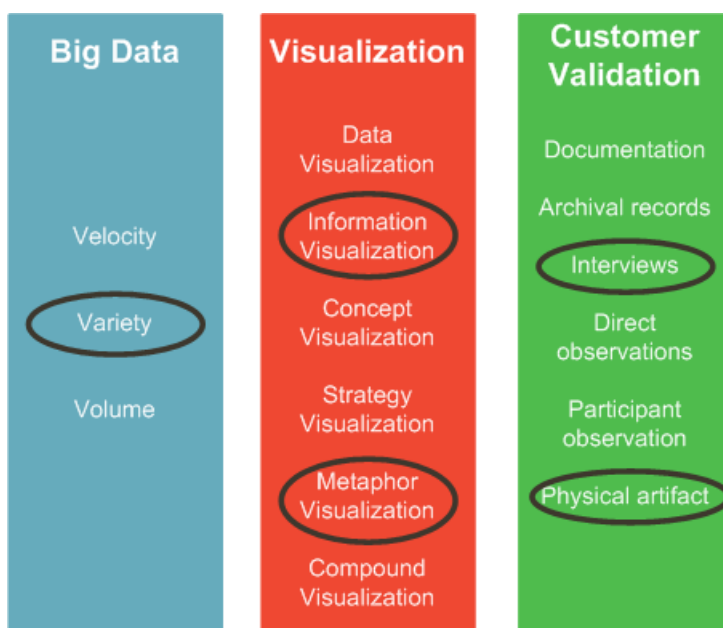 Big Data
Velocity
Variety
Volume
Visualization
Data
Visualization
Information
Visualization
Concept
Visualization
Strategy
Visualization
Metaphor
Visualization
Compound
Visualization
Customer
Validation
Documentation
Archival records
Interviews
Direct
observations
Participant
observation
Physical artifact